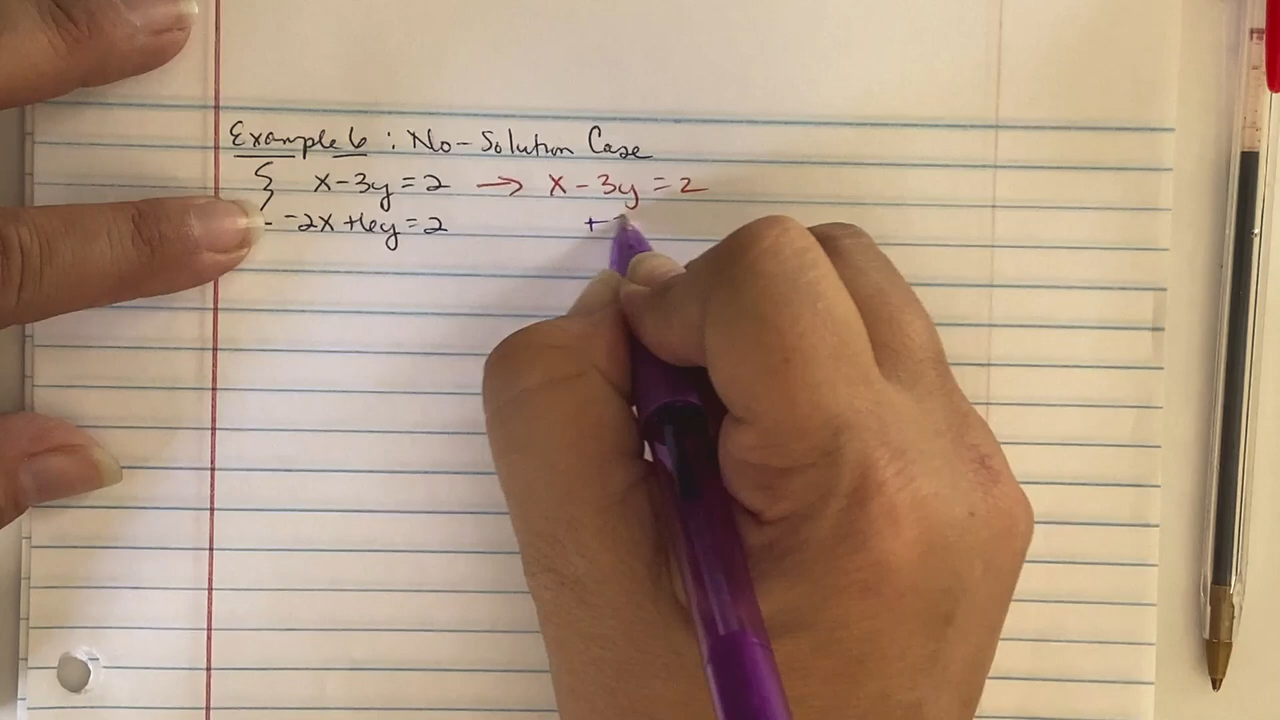 Example 6 : No-Solution Case
x-3y=2 → x-3y=2
-2x+6y=2 +